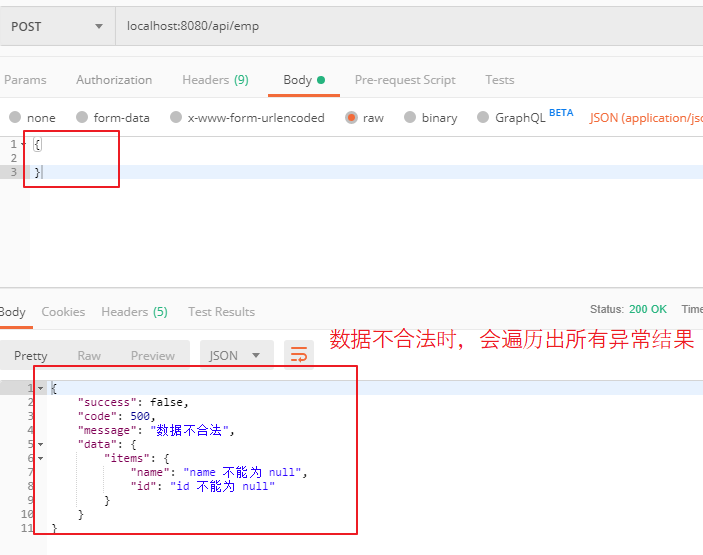 POST localhost:8080/api/emp
Params Authorization Headers (9) Body Pre-request Script Tests
none form-data x-www-form-urlencoded raw binary GraphQL BETA JSON (application/jso
1 {
2
3 }
Body Cookies Headers (5) Test Results Status: 200 OK Time
数据不合法时，会遍历出所有异常结果
Pretty Raw Preview JSON
1 {
2 "success": false,
3 "code": 500,
4 "message": "数据不合法",
5 "data": {
6 "items": {
7 "name": "name 不能为 null",
8 "id": "id 不能为 null"
9 }
10 }
11 }